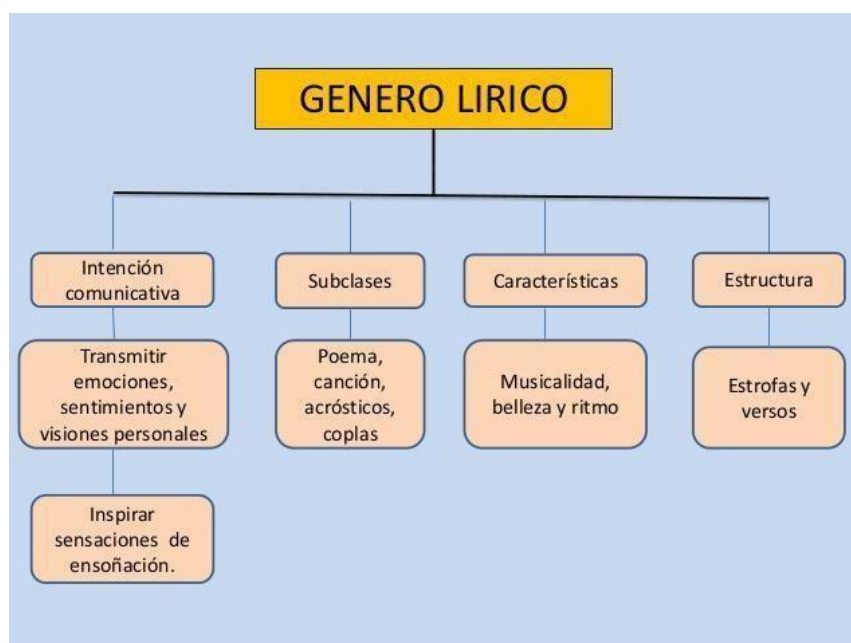 GENERO LIRICO
Intención
comunicativa
Subclases
Característícas
Estructura
Transmitir
emociones,
sentimientos y
visiones personales
Poema,
canción,
acrósticos,
coplas
Musicalidad,
belleza y ritmo
Estrofas y
versos
Inspirar
sensaciones de
ensoñación.